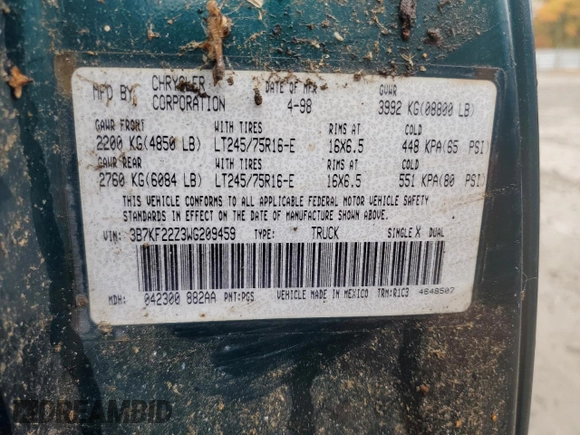 MFD BY: CHRYSLER CORPORATION DATE OF MFR 4-98 GVWR 3992 KG(08800 LB)
GAWR FRONT WITH TIRES RIMS AT COLD
2200 KG(4850 LB) LT245/75R16-E 16X6.5 448 KPA(65 PSI)
GAWR REAR WITH TIRES RIMS AT COLD
2760 KG(6084 LB) LT245/75R16-E 16X6.5 551 KPA(80 PSI)
THIS VEHICLE CONFORMS TO ALL APPLICABLE FEDERAL MOTOR VEHICLE SAFETY
STANDARDS IN EFFECT ON THE DATE OF MANUFACTURE SHOWN ABOVE.
VIN: 3B7KF22Z3WG209459 TYPE: TRUCK SINGLE X DUAL
MDH: 042300 882AA PNT:PGS VEHICLE MADE IN MEXICO TRM:R1C3 4648507
DREAMBID